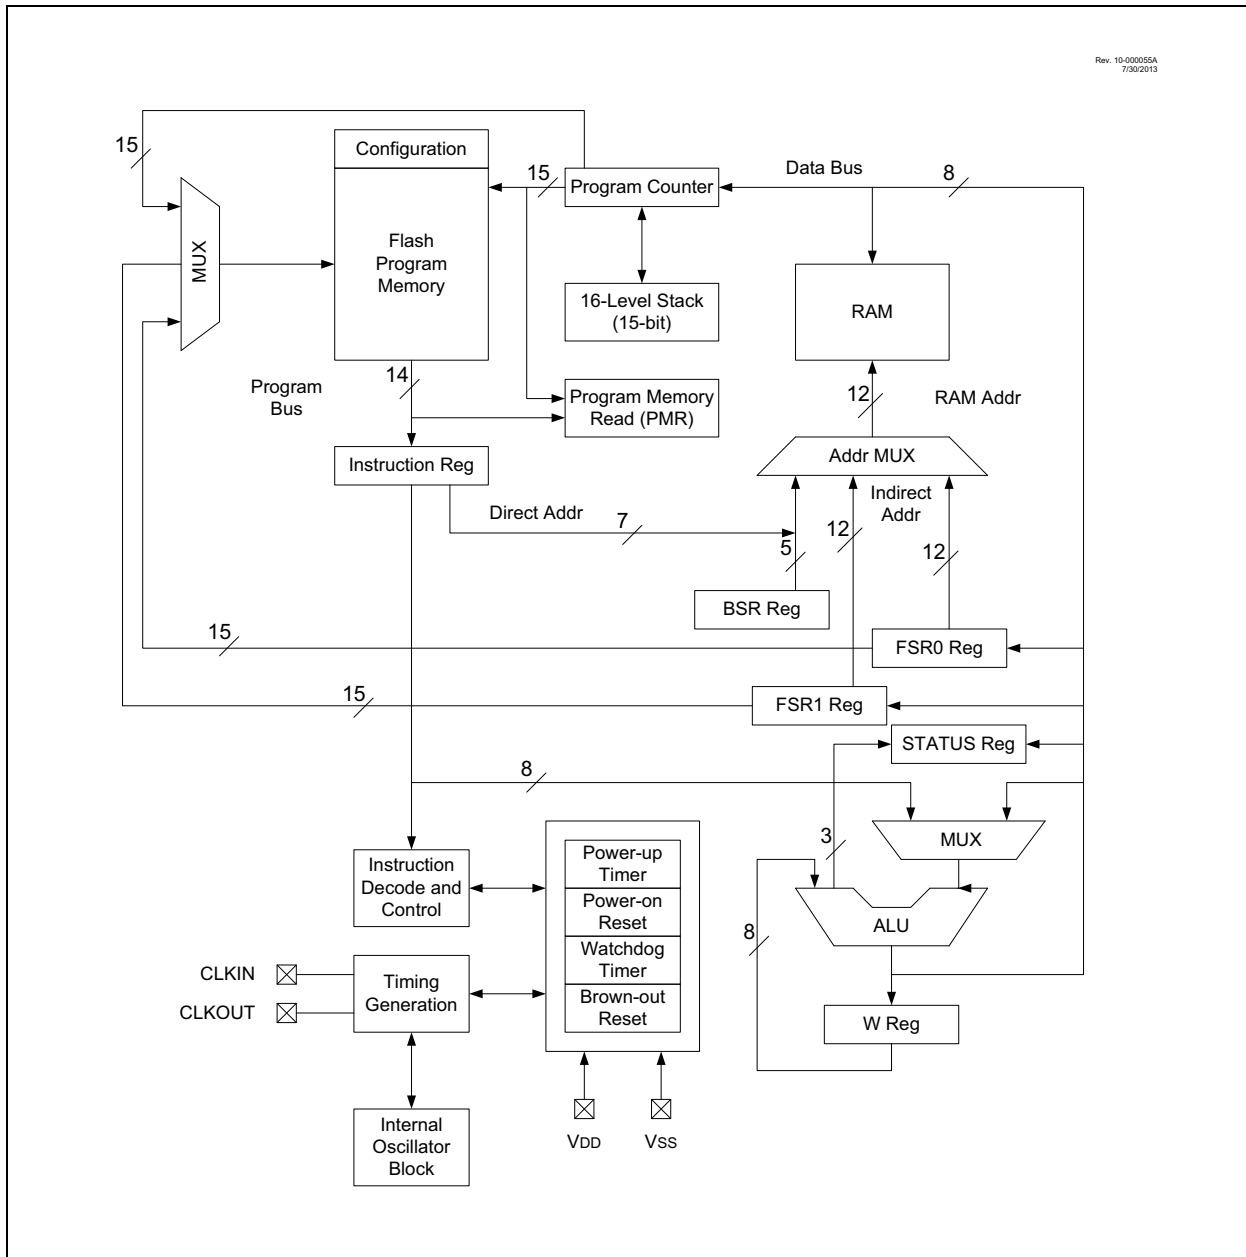 Rev. 10-000055A
7/30/2013
15
Configuration
15
Program Counter
Data Bus
8
MUX
Flash
Program
Memory
16-Level Stack
(15-bit)
RAM
14
Program
Bus
Program Memory
Read (PMR)
12
RAM Addr
Instruction Reg
Addr MUX
Direct Addr
7
Indirect
Addr
5
12
12
BSR Reg
15
FSR0 Reg
15
FSR1 Reg
STATUS Reg
8
3
MUX
Power-up
Timer
Instruction
Decode and
Control
Power-on
Reset
ALU
8
Watchdog
Timer
CLKIN
Timing
Generation
CLKOUT
Brown-out
Reset
W Reg
Internal
Oscillator
Block
VDD
VSS